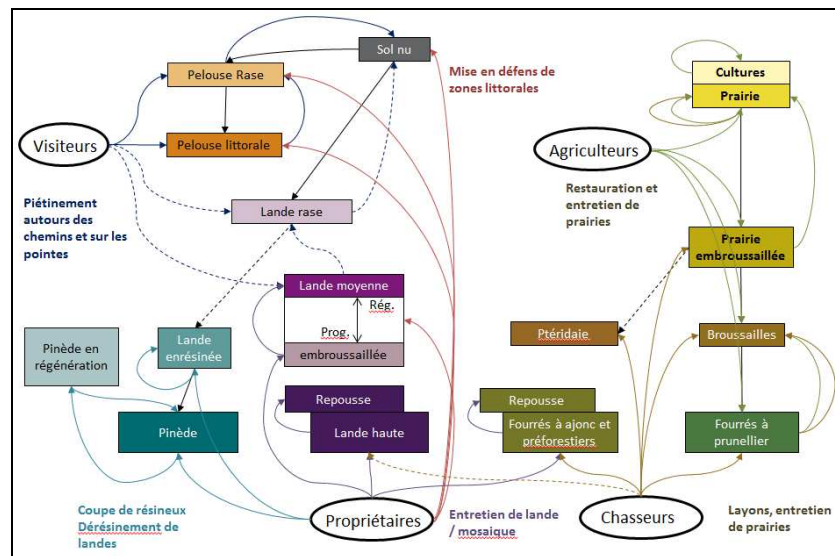 Sol nu
Pelouse Rase
Mise en défens de
zones littorales
Cultures
Prairie
Visiteurs
Pelouse littorale
Agriculteurs
Piétinement
autours des
chemins et sur les
pointes
Lande rase
Restauration et
entretien de
prairies
Prairie
embroussaillée
Lande moyenne
Rég.
Prog.
embroussaillée
Pinède en
régénération
Lande
enrésinée
Ptéridaie
Broussailles
Repousse
Lande haute
Repousse
Fourrés à ajonc et
préforestiers
Pinède
Fourrés à
prunellier
Coupe de résineux
Dérésinement de
landes
Propriétaires
Entretien de lande
/ mosaique
Chasseurs
Layons, entretien
de prairies